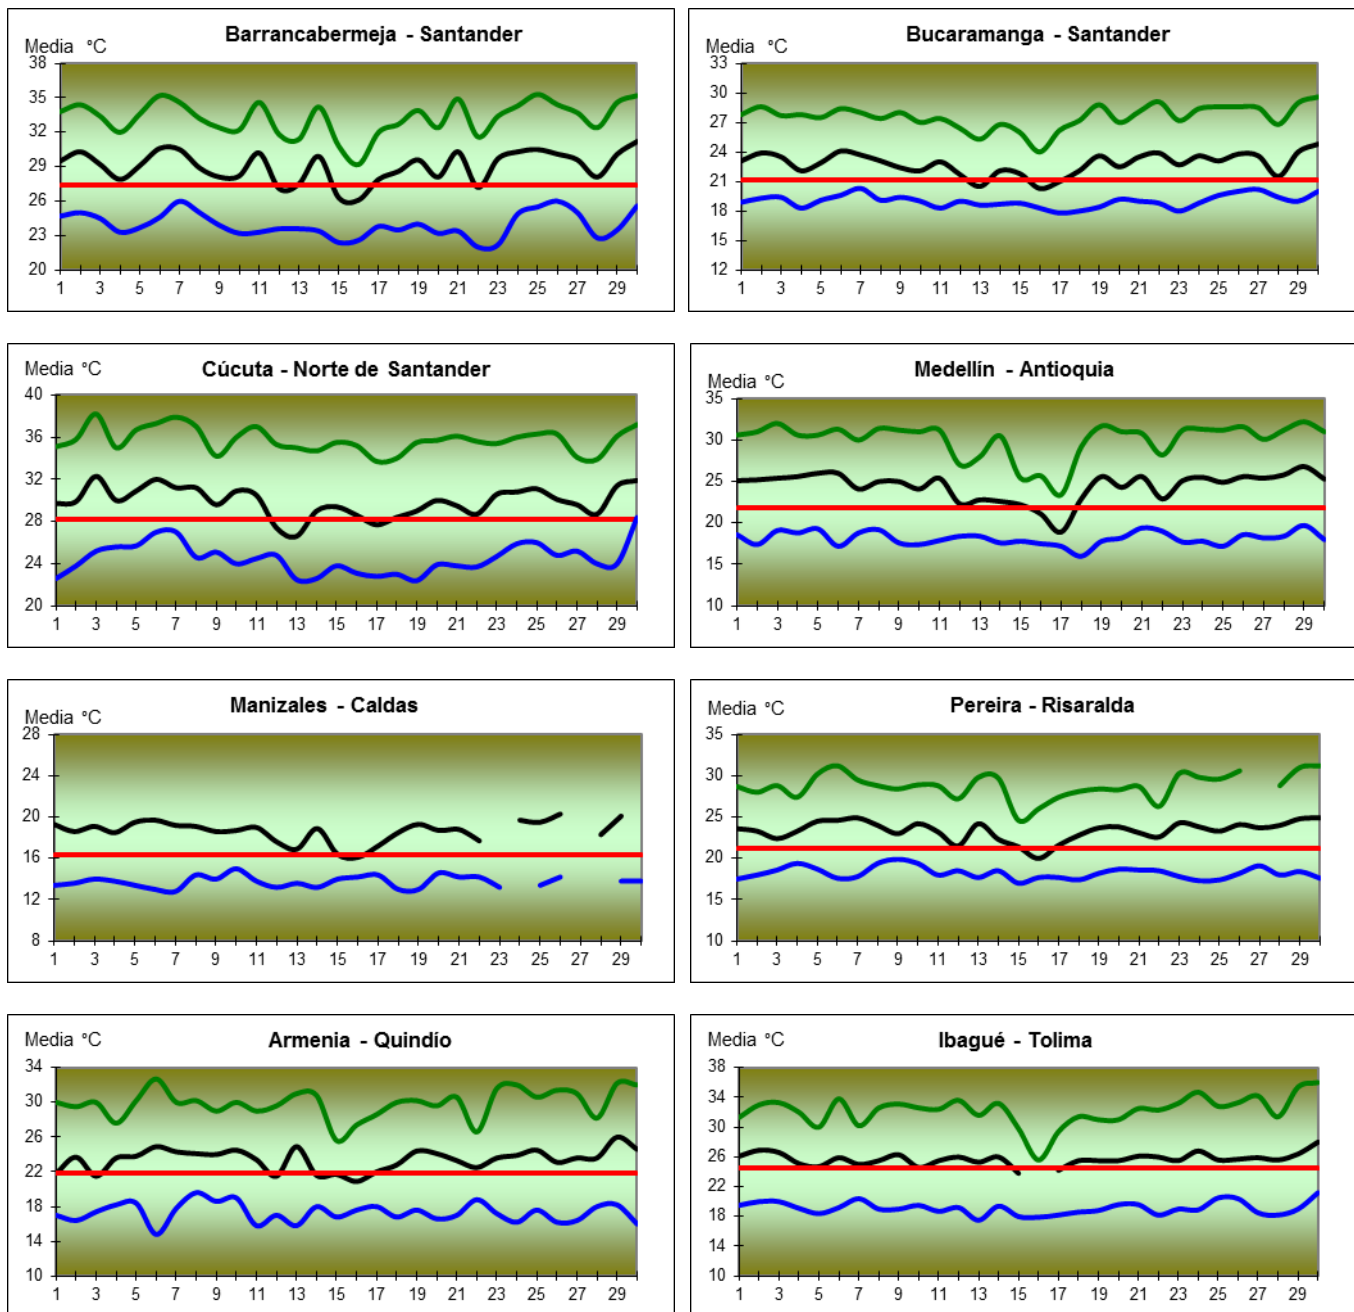 Barrancabermeja - Santander
Media °C
38
35
32
29
26
23
20
1 3 5 7 9 11 13 15 17 19 21 23 25 27 29
Bucaramanga - Santander
Media °C
33
30
27
24
21
18
15
12
1 3 5 7 9 11 13 15 17 19 21 23 25 27 29
Cúcuta - Norte de Santander
Media °C
40
36
32
28
24
20
1 3 5 7 9 11 13 15 17 19 21 23 25 27 29
Medellín - Antioquia
Media °C
35
30
25
20
15
10
1 3 5 7 9 11 13 15 17 19 21 23 25 27 29
Manizales - Caldas
Media °C
28
24
20
16
12
8
1 3 5 7 9 11 13 15 17 19 21 23 25 27 29
Pereira - Risaralda
Media °C
35
30
25
20
15
10
1 3 5 7 9 11 13 15 17 19 21 23 25 27 29
Armenia - Quindío
Media °C
34
30
26
22
18
14
10
1 3 5 7 9 11 13 15 17 19 21 23 25 27 29
Ibagué - Tolima
Media °C
38
34
30
26
22
18
14
10
1 3 5 7 9 11 13 15 17 19 21 23 25 27 29